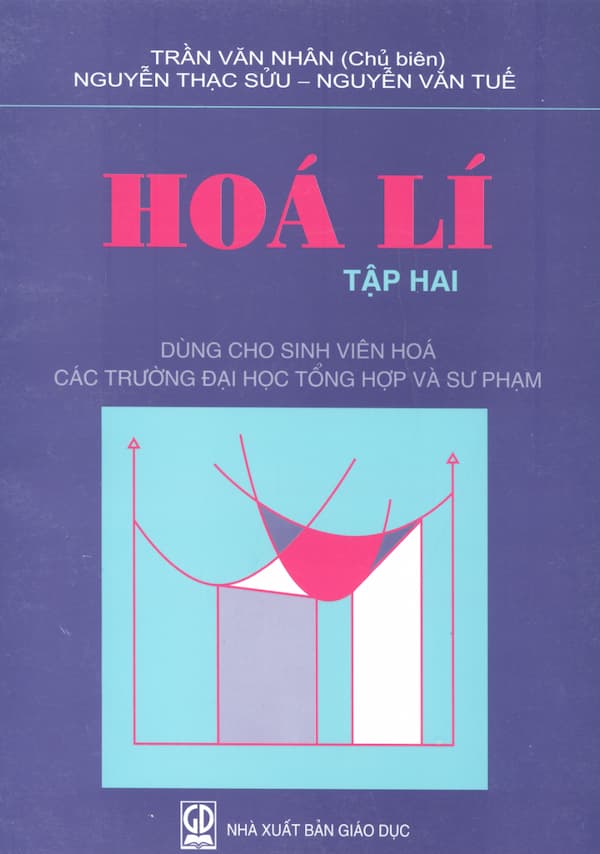 TRẦN VĂN NHÂN (Chủ biên)
NGUYỄN THẠC SỬU – NGUYỄN VĂN TUẾ
HOÁ LÍ
TẬP HAI
DÙNG CHO SINH VIÊN HOÁ
CÁC TRƯỜNG ĐẠI HỌC TỔNG HỢP VÀ SƯ PHẠM
GD
NHÀ XUẤT BẢN GIÁO DỤC